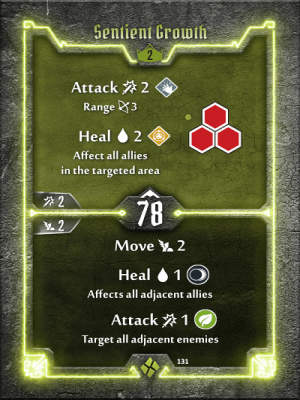 Sentient Growth
2
Attack 2
Range 3
Heal 2
Affect all allies
in the targeted area
2
78
2
Move 2
Heal 1
Affects all adjacent allies
Attack 1
Target all adjacent enemies
131